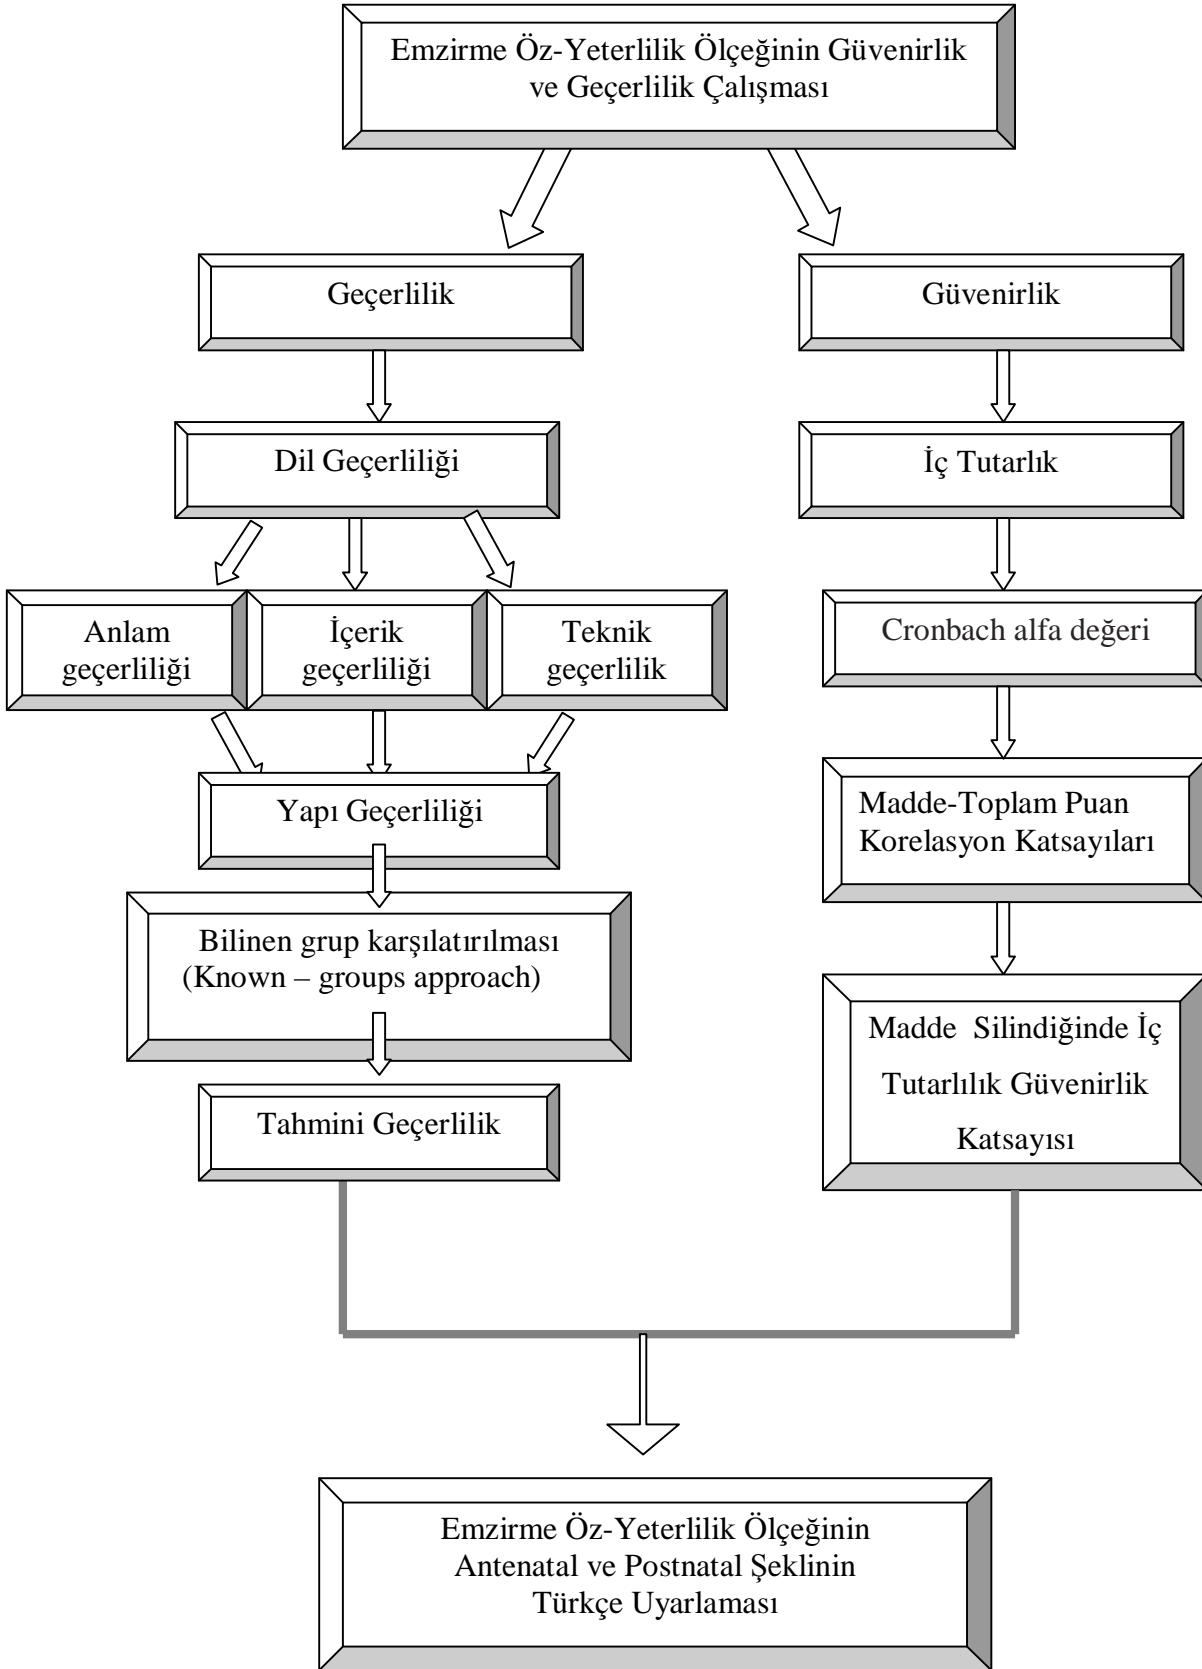 Emzirme Öz-Yeterlilik Ölçeğinin Güvenirlik
ve Geçerlilik Çalışması
Geçerlilik
Güvenirlik
Dil Geçerliliği
İç Tutarlık
Anlam
geçerliliği
İçerik
geçerliliği
Teknik
geçerlilik
Cronbach alfa değeri
Yapı Geçerliliği
Madde-Toplam Puan
Korelasyon Katsayıları
Bilinen grup karşılatırılması
(Known – groups approach)
Madde Silindiğinde İç
Tutarlılık Güvenirlik
Katsayısı
Tahmini Geçerlilik
Emzirme Öz-Yeterlilik Ölçeğinin
Antenatal ve Postnatal Şeklinin
Türkçe Uyarlaması